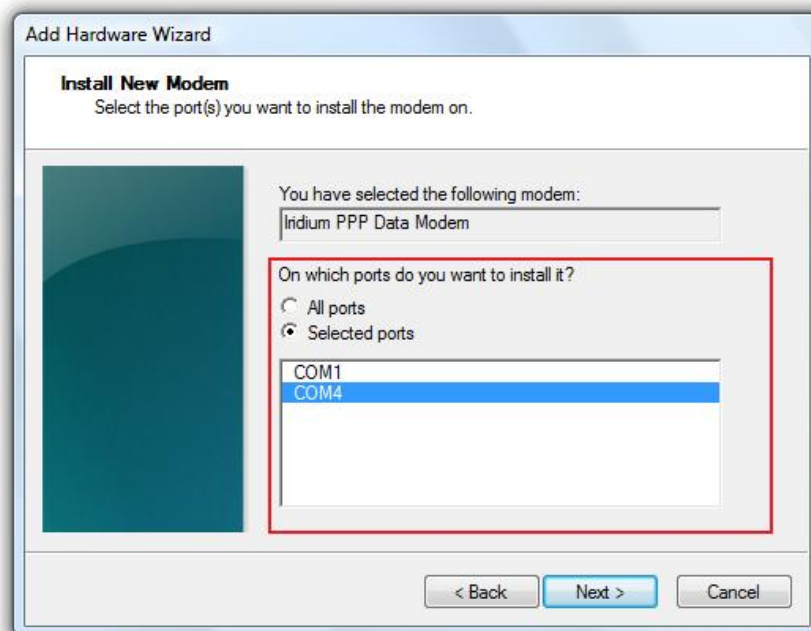 Add Hardware Wizard
Install New Modem
Select the port(s) you want to install the modem on.
You have selected the following modem:
Iridium PPP Data Modem
On which ports do you want to install it?
All ports
Selected ports
COM1
COM4
< Back
Next >
Cancel